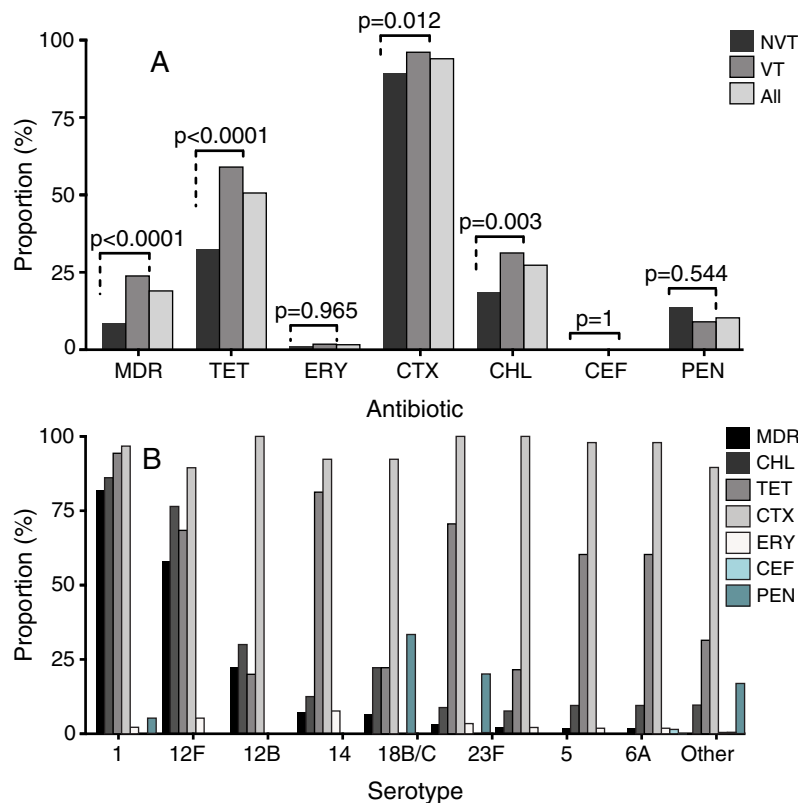 A
NVT
VT
All
Proportion (%)
100
75
50
25
0
p<0.0001
p<0.0001
p=0.965
p=0.012
p=0.003
p=1
p=0.544
MDR TET ERY CTX CHL CEF PEN
Antibiotic
B
MDR
CHL
TET
CTX
ERY
CEF
PEN
Proportion (%)
100
75
50
25
0
1 12F 12B 14 18B/C 23F 5 6A Other
Serotype